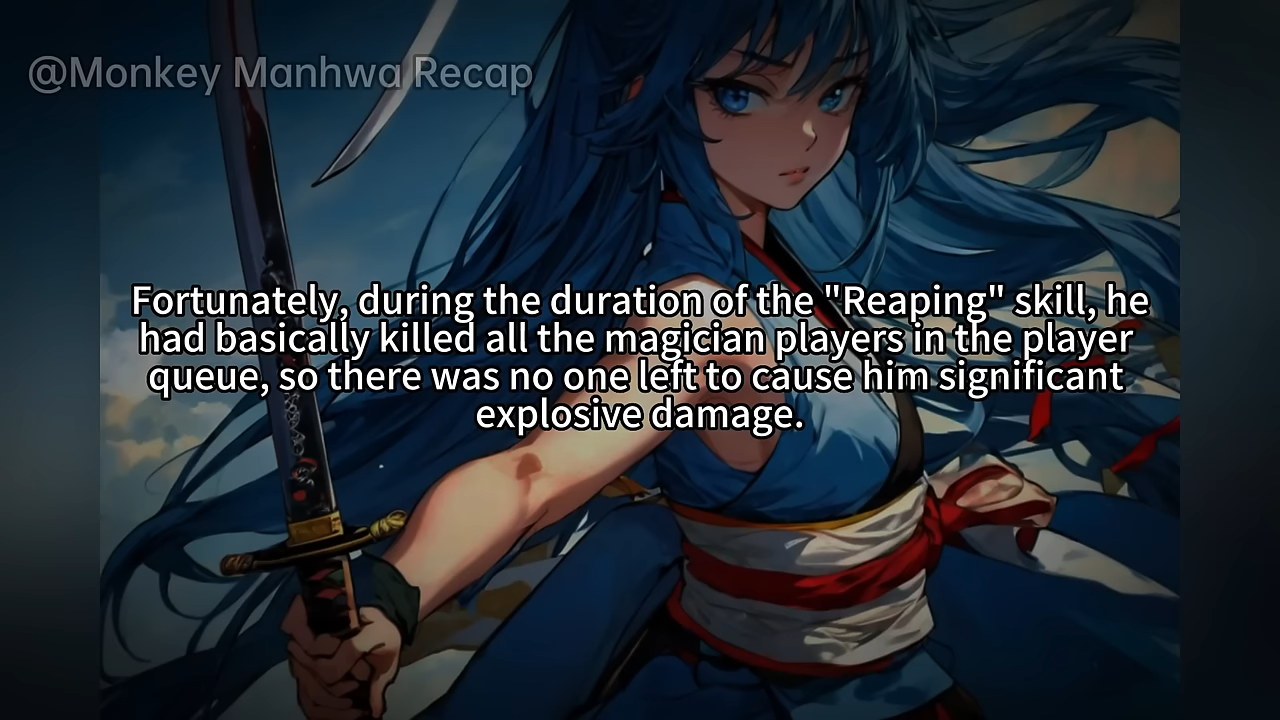 @Monkey Manhwa Recap
Fortunately, during the duration of the "Reaping" skill, he
had basically killed all the magician players in the player
queue, so there was no one left to cause him significant
explosive damage.